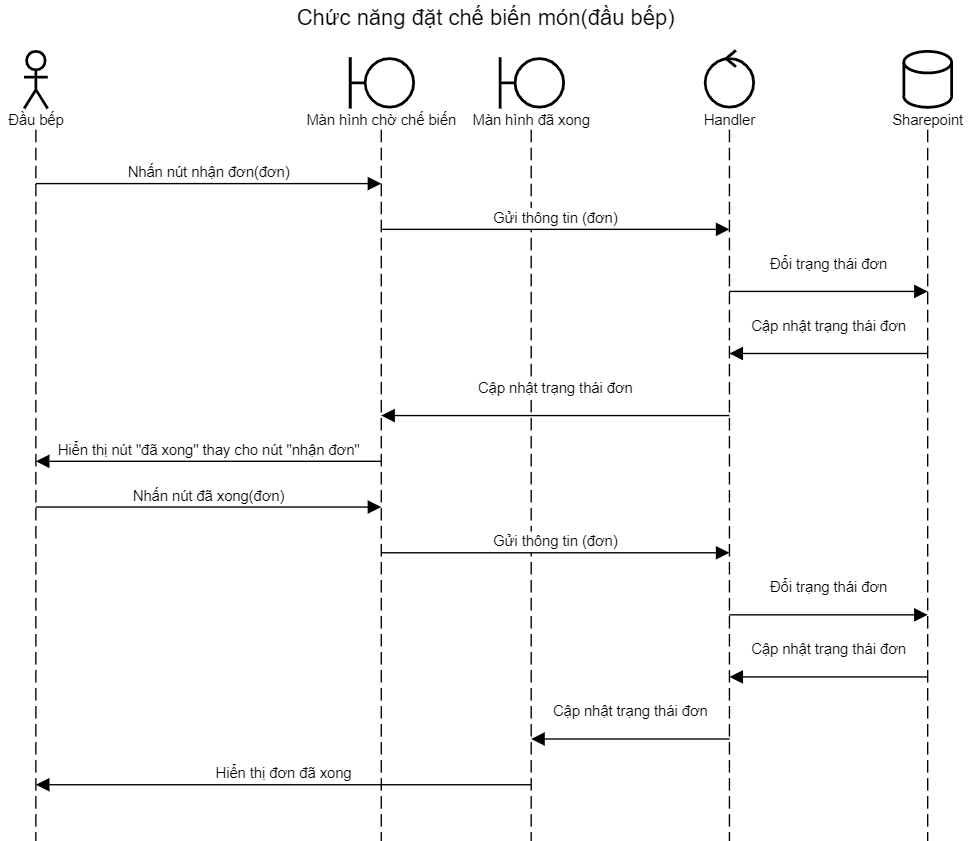 Chức năng đặt chế biến món(đầu bếp)
Đầu bếp
Màn hình chờ chế biến
Màn hình đã xong
Handler
Sharepoint
Nhấn nút nhận đơn(đơn)
Gửi thông tin (đơn)
Đổi trạng thái đơn
Cập nhật trạng thái đơn
Cập nhật trạng thái đơn
Hiển thị nút "đã xong" thay cho nút "nhận đơn"
Nhấn nút đã xong(đơn)
Gửi thông tin (đơn)
Đổi trạng thái đơn
Cập nhật trạng thái đơn
Cập nhật trạng thái đơn
Hiển thị đơn đã xong